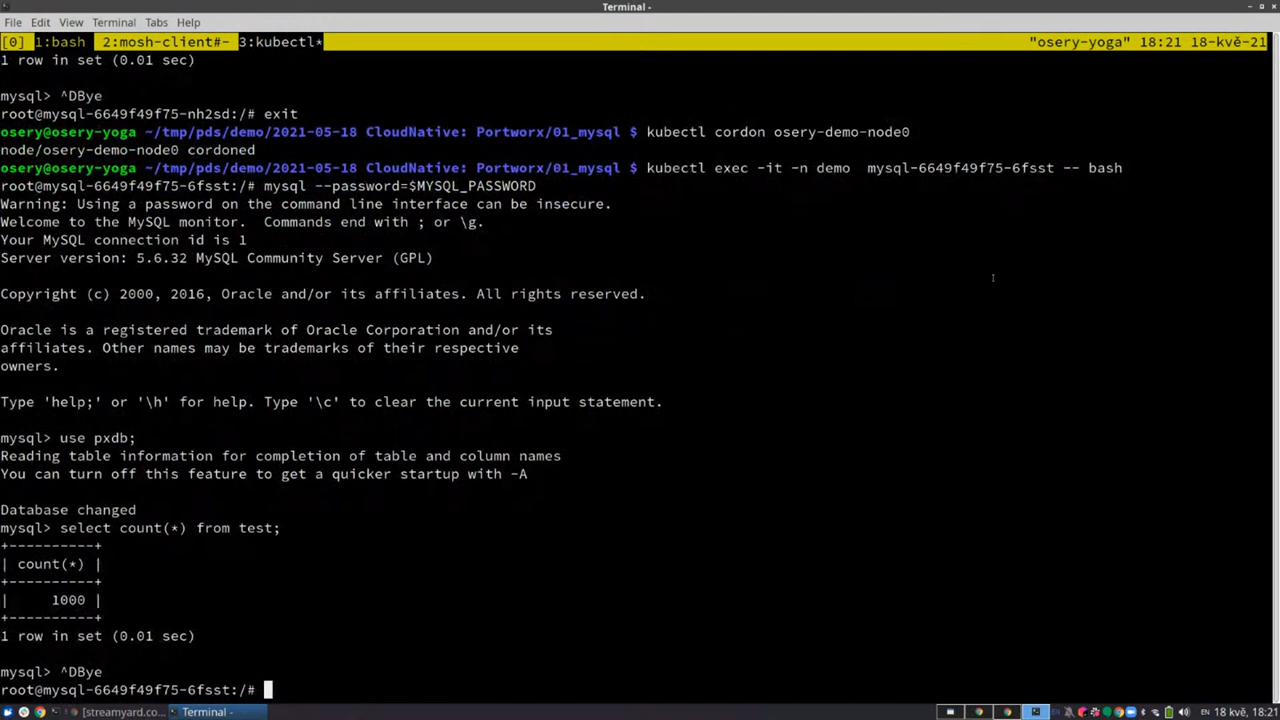 Terminal -
File Edit View Terminal Tabs Help
[0] 1:bash 2:mosh-client#- 3:kubectl* "osery-yoga" 18:21 18-kvě-21
1 row in set (0.01 sec)
mysql> ^DBye
root@mysql-6649f49f75-nh2sd:/# exit
osery@osery-yoga ~/tmp/pds/demo/2021-05-18 CloudNative: Portworx/01_mysql $ kubectl cordon osery-demo-node0
node/osery-demo-node0 cordoned
osery@osery-yoga ~/tmp/pds/demo/2021-05-18 CloudNative: Portworx/01_mysql $ kubectl exec -it -n demo  mysql-6649f49f75-6fsst -- bash
root@mysql-6649f49f75-6fsst:/# mysql --password=$MYSQL_PASSWORD
Warning: Using a password on the command line interface can be insecure.
Welcome to the MySQL monitor.  Commands end with ; or \g.
Your MySQL connection id is 1
Server version: 5.6.32 MySQL Community Server (GPL)
Copyright (c) 2000, 2016, Oracle and/or its affiliates. All rights reserved.
Oracle is a registered trademark of Oracle Corporation and/or its
affiliates. Other names may be trademarks of their respective
owners.
Type 'help;' or '\h' for help. Type '\c' to clear the current input statement.
mysql> use pxdb;
Reading table information for completion of table and column names
You can turn off this feature to get a quicker startup with -A
Database changed
mysql> select count(*) from test;
+----------+
| count(*) |
+----------+
|     1000 |
+----------+
1 row in set (0.01 sec)
mysql> ^DBye
root@mysql-6649f49f75-6fsst:/#
[streamyard.co... Terminal - EN 18 kvě, 18:21